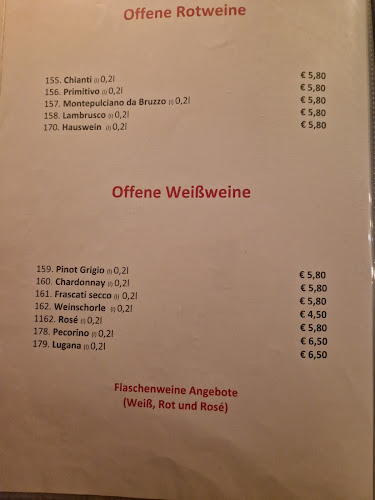 Offene Rotweine
155. Chianti (l) 0,2l € 5,80
156. Primitivo (l) 0,2l € 5,80
157. Montepulciano da Bruzzo (l) 0,2l € 5,80
158. Lambrusco (l) 0,2l € 5,80
170. Hauswein (l) 0,2l € 5,80
Offene Weißweine
159. Pinot Grigio (l) 0,2l € 5,80
160. Chardonnay (l) 0,2l € 5,80
161. Frascati secco (l) 0,2l € 5,80
162. Weinschorle (l) 0,2l € 4,50
1162. Rosé (l) 0,2l € 5,80
178. Pecorino (l) 0,2l € 6,50
179. Lugana (l) 0,2l € 6,50
Flaschenweine Angebote
(Weiß, Rot und Rosé)